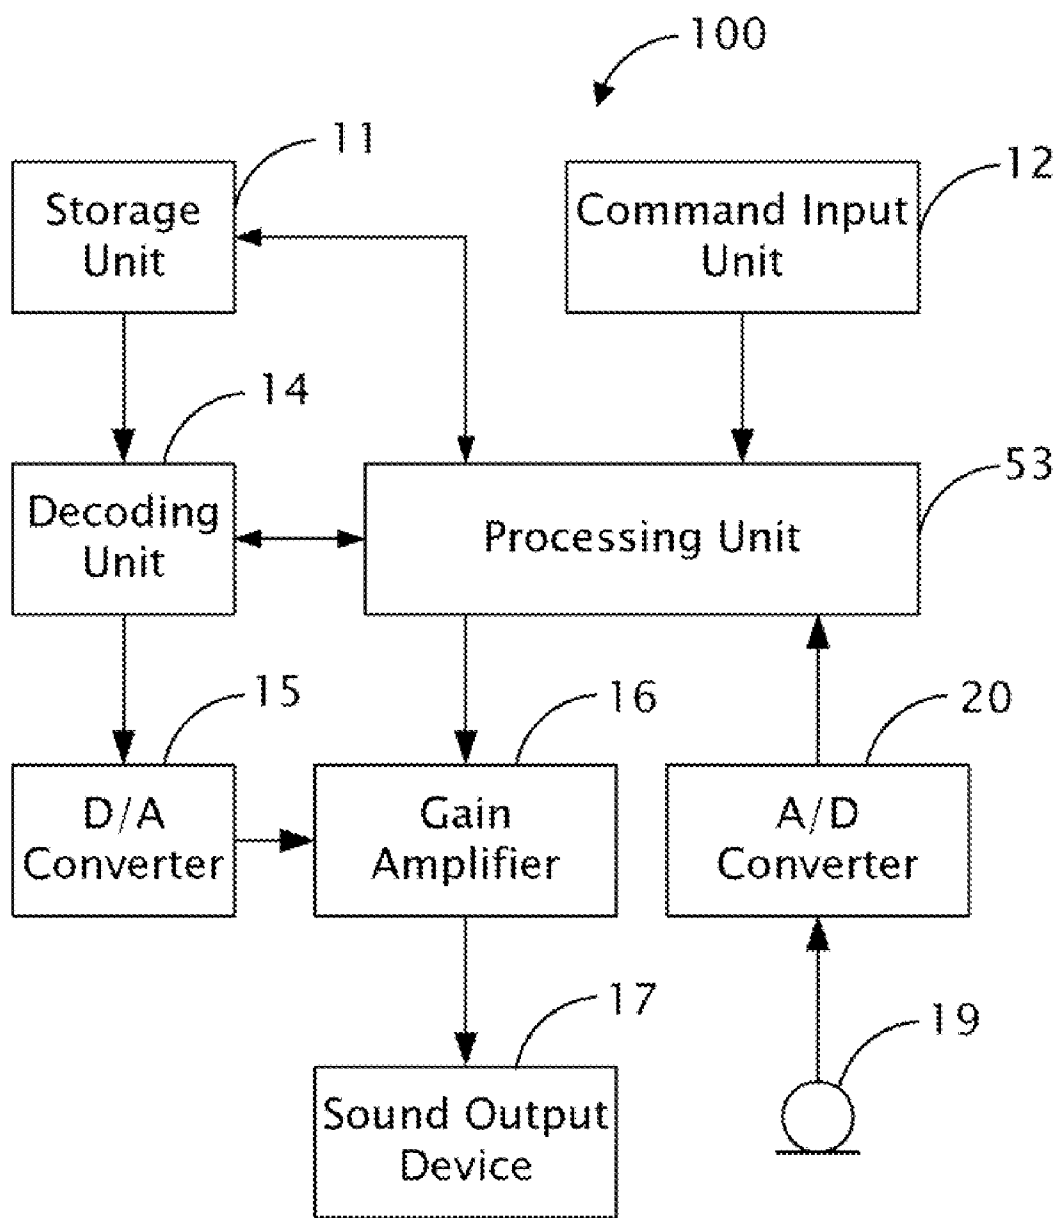 100
11
12
Storage
Unit
Command Input
Unit
14
53
Decoding
Unit
Processing Unit
15
16
20
D/A
Converter
Gain
Amplifier
A/D
Converter
17
19
Sound Output
Device